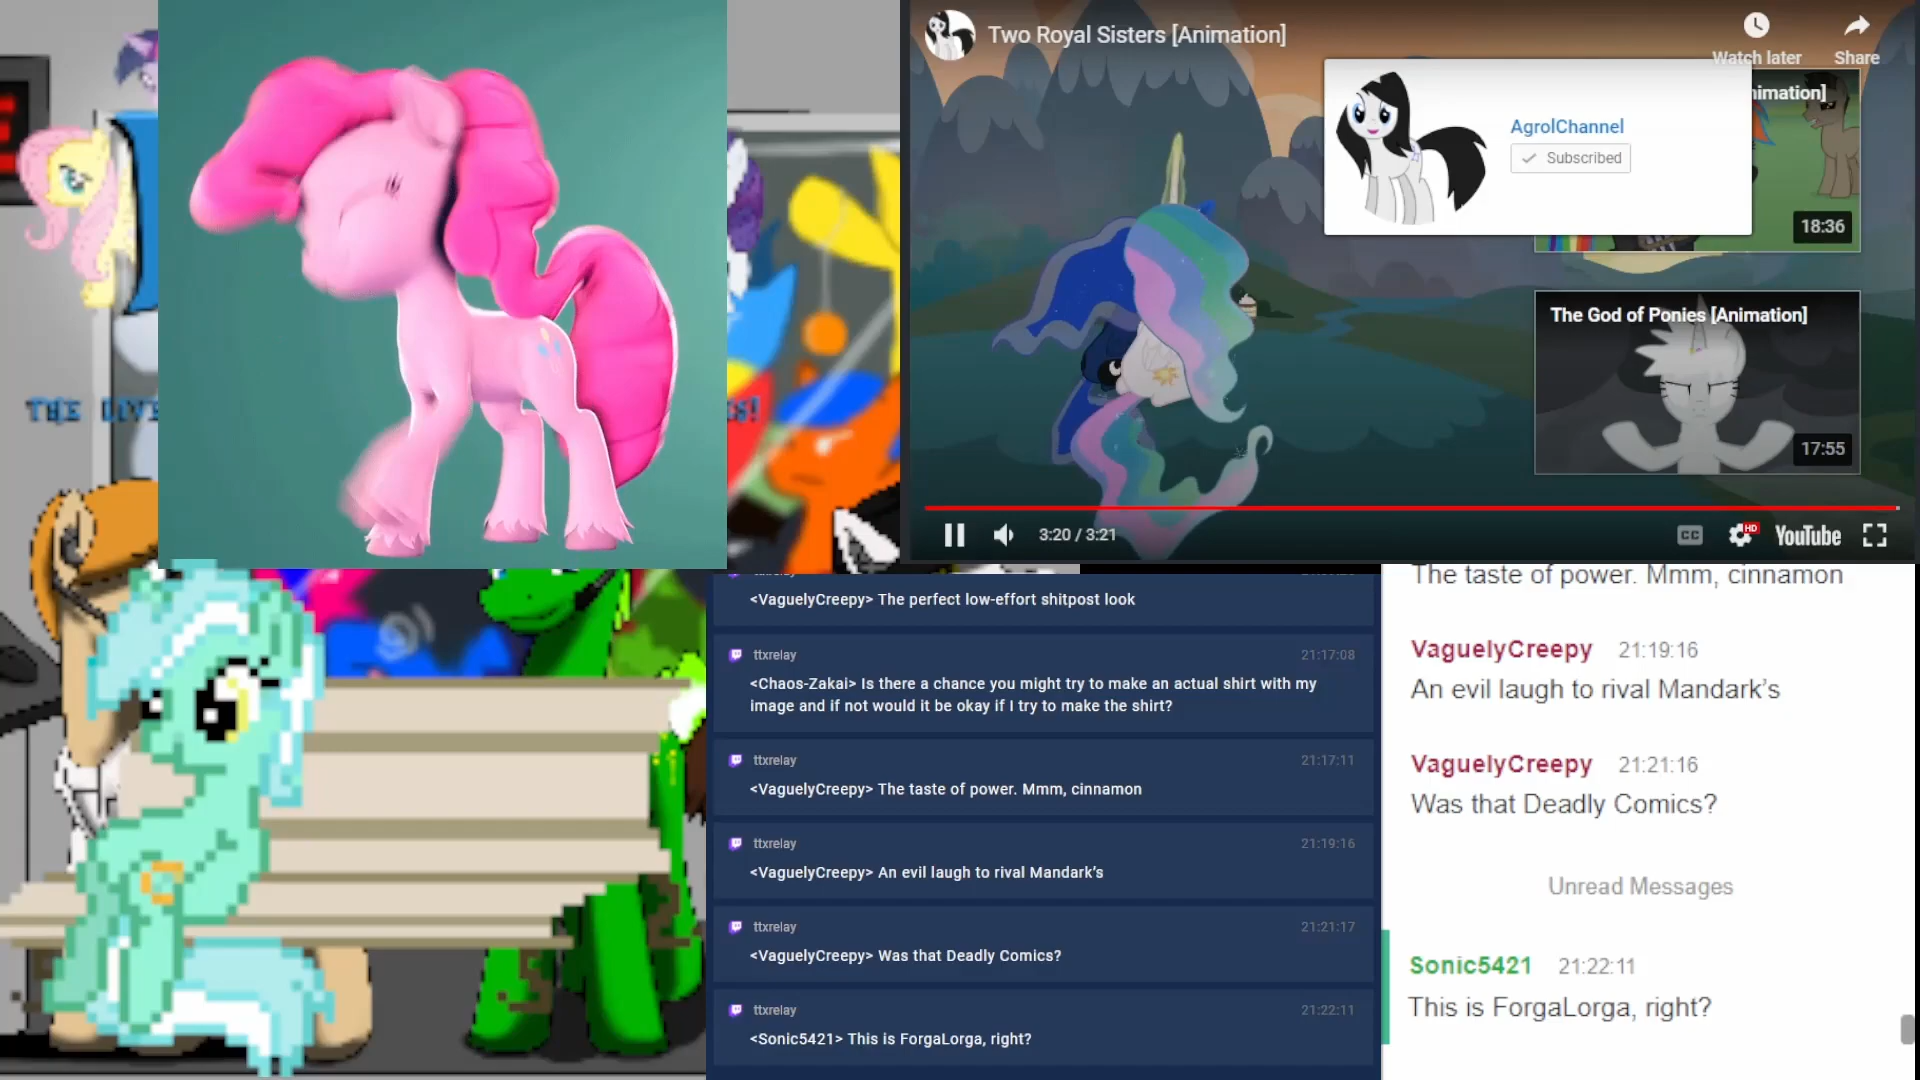 Two Royal Sisters [Animation]
Watch later
Share
nimation]
AgrolChannel
Subscribed
18:36
The God of Ponies [Animation]
17:55
3:20 / 3:21
CC
HD
YouTube
THE LIVE
S!
<VaguelyCreepy> The perfect low-effort shitpost look
ttxrelay
21:17:08
<Chaos-Zakai> Is there a chance you might try to make an actual shirt with my
image and if not would it be okay if I try to make the shirt?
ttxrelay
21:17:11
<VaguelyCreepy> The taste of power. Mmm, cinnamon
ttxrelay
21:19:16
<VaguelyCreepy> An evil laugh to rival Mandark’s
ttxrelay
21:21:17
<VaguelyCreepy> Was that Deadly Comics?
ttxrelay
21:22:11
<Sonic5421> This is ForgaLorga, right?
The taste of power. Mmm, cinnamon
VaguelyCreepy 21:19:16
An evil laugh to rival Mandark’s
VaguelyCreepy 21:21:16
Was that Deadly Comics?
Unread Messages
Sonic5421 21:22:11
This is ForgaLorga, right?